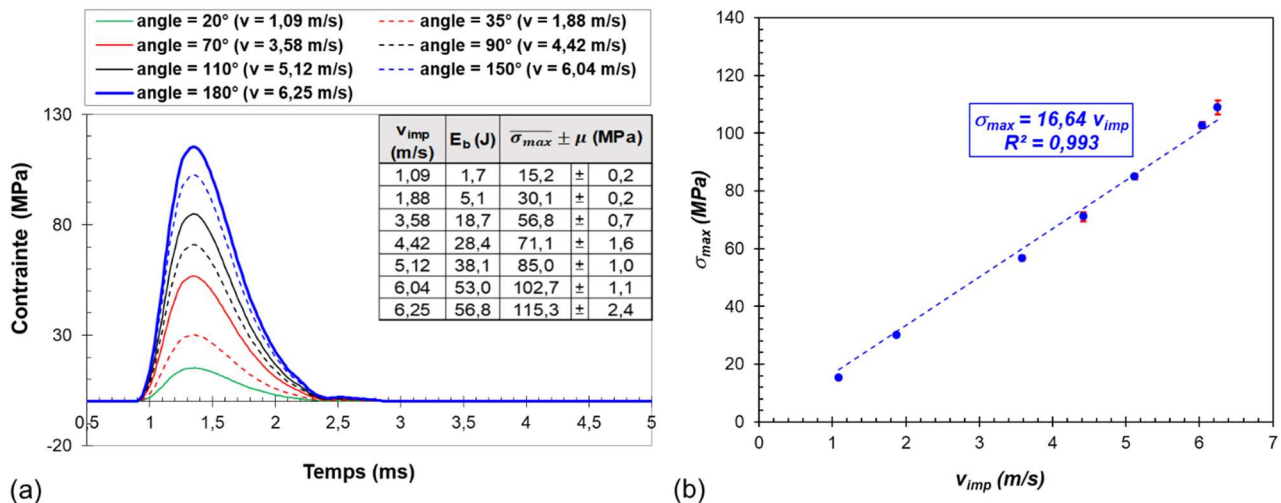 angle = 20° (v = 1,09 m/s)
angle = 35° (v = 1,88 m/s)
angle = 70° (v = 3,58 m/s)
angle = 90° (v = 4,42 m/s)
angle = 110° (v = 5,12 m/s)
angle = 150° (v = 6,04 m/s)
angle = 180° (v = 6,25 m/s)
Contrainte (MPa)
130
80
30
-20
0,5 1 1,5 2 2,5 3 3,5 4 4,5 5
Temps (ms)
v_imp (m/s) E_b (J) σ_max ± μ (MPa)
1,09 1,7 15,2 ± 0,2
1,88 5,1 30,1 ± 0,2
3,58 18,7 56,8 ± 0,7
4,42 28,4 71,1 ± 1,6
5,12 38,1 85,0 ± 1,0
6,04 53,0 102,7 ± 1,1
6,25 56,8 115,3 ± 2,4
(a)
σ_max (MPa)
140
120
100
80
60
40
20
0
0 1 2 3 4 5 6 7
v_imp (m/s)
σ_max = 16,64 v_imp
R² = 0,993
(b)